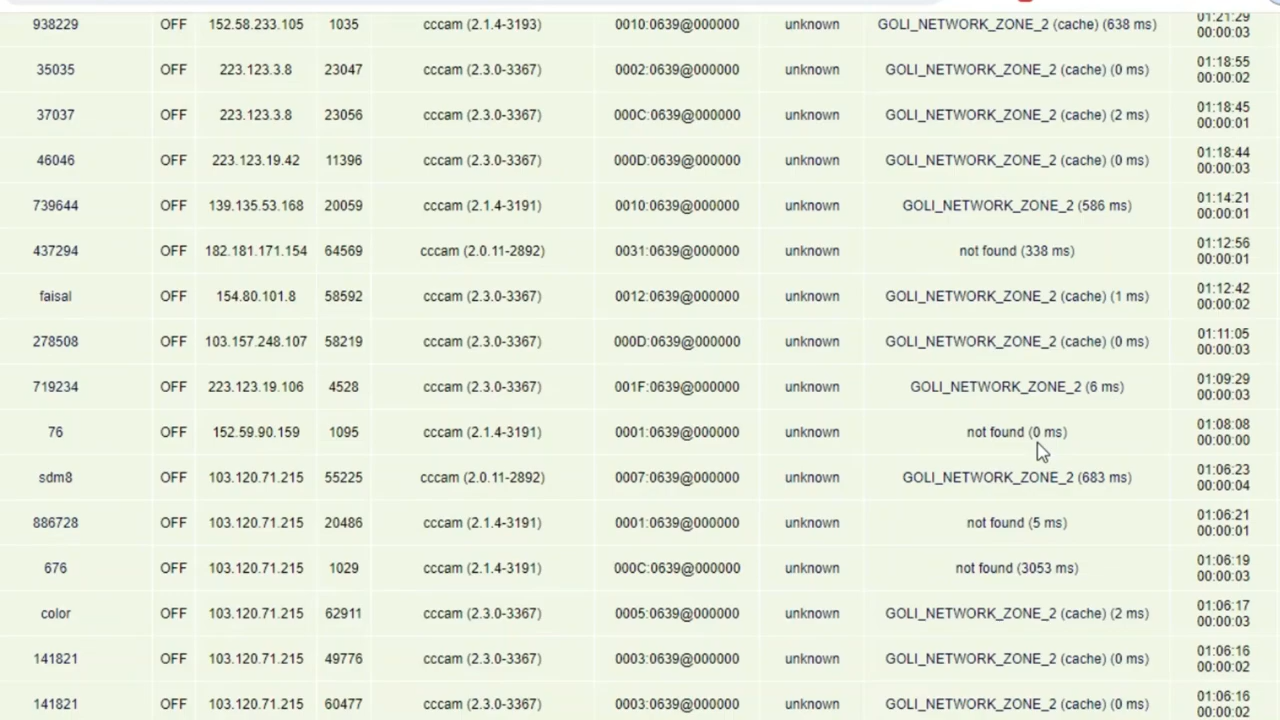 938229 OFF 152.58.233.105 1035 cccam (2.1.4-3193) 0010:0639@000000 unknown GOLI_NETWORK_ZONE_2 (cache) (638 ms) 01:21:29
00:00:03
35035 OFF 223.123.3.8 23047 cccam (2.3.0-3367) 0002:0639@000000 unknown GOLI_NETWORK_ZONE_2 (cache) (0 ms) 01:18:55
00:00:02
37037 OFF 223.123.3.8 23056 cccam (2.3.0-3367) 000C:0639@000000 unknown GOLI_NETWORK_ZONE_2 (cache) (2 ms) 01:18:45
00:00:01
46046 OFF 223.123.19.42 11396 cccam (2.3.0-3367) 000D:0639@000000 unknown GOLI_NETWORK_ZONE_2 (cache) (0 ms) 01:18:44
00:00:03
739644 OFF 139.135.53.168 20059 cccam (2.1.4-3191) 0010:0639@000000 unknown GOLI_NETWORK_ZONE_2 (586 ms) 01:14:21
00:00:01
437294 OFF 182.181.171.154 64569 cccam (2.0.11-2892) 0031:0639@000000 unknown not found (338 ms) 01:12:56
00:00:01
faisal OFF 154.80.101.8 58592 cccam (2.3.0-3367) 0012:0639@000000 unknown GOLI_NETWORK_ZONE_2 (cache) (1 ms) 01:12:42
00:00:02
278508 OFF 103.157.248.107 58219 cccam (2.3.0-3367) 000D:0639@000000 unknown GOLI_NETWORK_ZONE_2 (cache) (0 ms) 01:11:05
00:00:03
719234 OFF 223.123.19.106 4528 cccam (2.3.0-3367) 001F:0639@000000 unknown GOLI_NETWORK_ZONE_2 (6 ms) 01:09:29
00:00:03
76 OFF 152.59.90.159 1095 cccam (2.1.4-3191) 0001:0639@000000 unknown not found (0 ms) 01:08:08
00:00:00
sdm8 OFF 103.120.71.215 55225 cccam (2.0.11-2892) 0007:0639@000000 unknown GOLI_NETWORK_ZONE_2 (683 ms) 01:06:23
00:00:04
886728 OFF 103.120.71.215 20486 cccam (2.1.4-3191) 0001:0639@000000 unknown not found (5 ms) 01:06:21
00:00:01
676 OFF 103.120.71.215 1029 cccam (2.1.4-3191) 000C:0639@000000 unknown not found (3053 ms) 01:06:19
00:00:03
color OFF 103.120.71.215 62911 cccam (2.3.0-3367) 0005:0639@000000 unknown GOLI_NETWORK_ZONE_2 (cache) (2 ms) 01:06:17
00:00:03
141821 OFF 103.120.71.215 49776 cccam (2.3.0-3367) 0003:0639@000000 unknown GOLI_NETWORK_ZONE_2 (cache) (0 ms) 01:06:16
00:00:02
141821 OFF 103.120.71.215 60477 cccam (2.3.0-3367) 0003:0639@000000 unknown GOLI_NETWORK_ZONE_2 (cache) (0 ms) 01:06:16
00:00:02